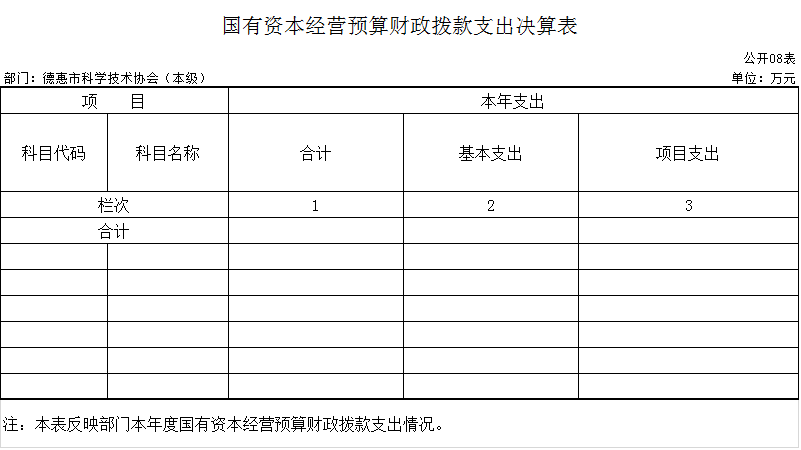 国有资本经营预算财政拨款支出决算表
公开08表
部门：德惠市科学技术协会（本级） 单位：万元
项 目 本年支出
科目代码 科目名称 合计 基本支出 项目支出
栏次 1 2 3
合计
注：本表反映部门本年度国有资本经营预算财政拨款支出情况。